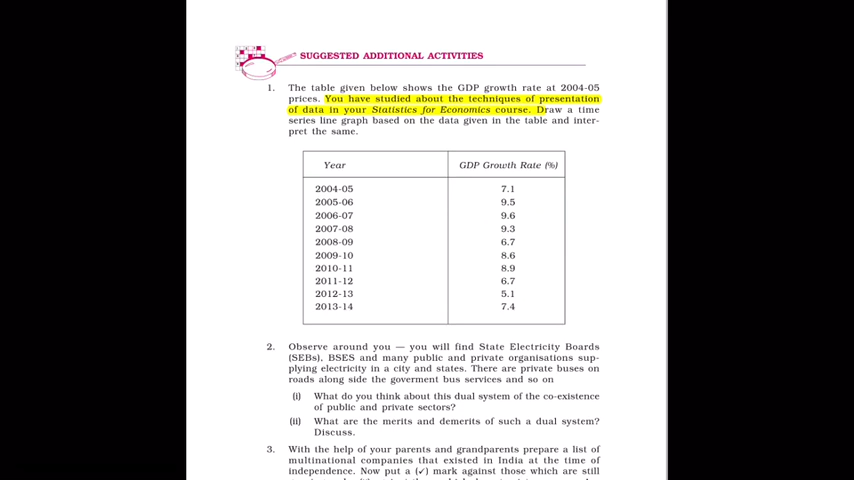 SUGGESTED ADDITIONAL ACTIVITIES
1. The table given below shows the GDP growth rate at 2004-05
prices. You have studied about the techniques of presentation
of data in your Statistics for Economics course. Draw a time
series line graph based on the data given in the table and inter-
pret the same.
Year GDP Growth Rate (%)
2004-05 7.1
2005-06 9.5
2006-07 9.6
2007-08 9.3
2008-09 6.7
2009-10 8.6
2010-11 8.9
2011-12 6.7
2012-13 5.1
2013-14 7.4
2. Observe around you — you will find State Electricity Boards
(SEBs), BSES and many public and private organisations sup-
plying electricity in a city and states. There are private buses on
roads along side the goverment bus services and so on
(i) What do you think about this dual system of the co-existence
of public and private sectors?
(ii) What are the merits and demerits of such a dual system?
Discuss.
3. With the help of your parents and grandparents prepare a list of
multinational companies that existed in India at the time of
independence. Now put a (✓) mark against those which are still